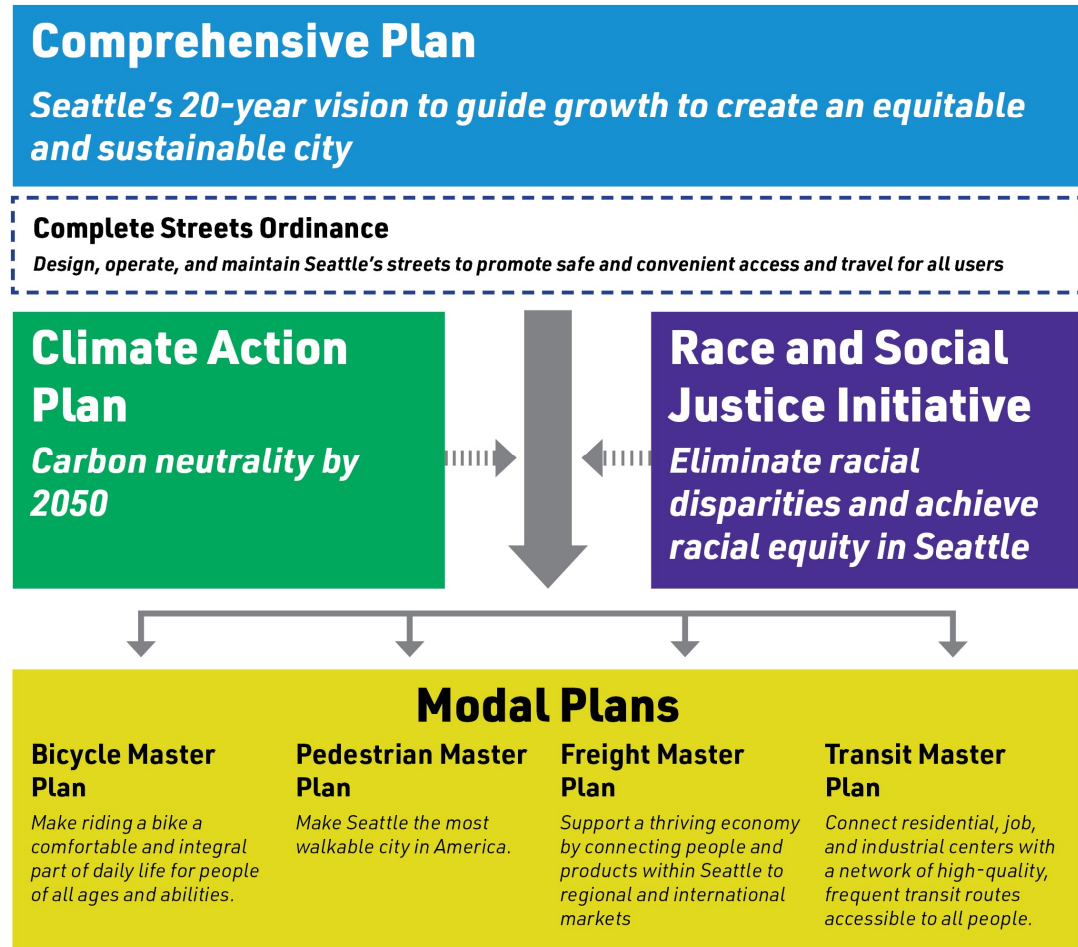 Comprehensive Plan
Seattle’s 20-year vision to guide growth to create an equitable
and sustainable city
Complete Streets Ordinance
Design, operate, and maintain Seattle’s streets to promote safe and convenient access and travel for all users
Climate Action
Plan
Carbon neutrality by
2050
Race and Social
Justice Initiative
Eliminate racial
disparities and achieve
racial equity in Seattle
Modal Plans
Bicycle Master
Plan
Make riding a bike a
comfortable and integral
part of daily life for people
of all ages and abilities.
Pedestrian Master
Plan
Make Seattle the most
walkable city in America.
Freight Master
Plan
Support a thriving economy
by connecting people and
products within Seattle to
regional and international
markets
Transit Master
Plan
Connect residential, job,
and industrial centers with
a network of high-quality,
frequent transit routes
accessible to all people.